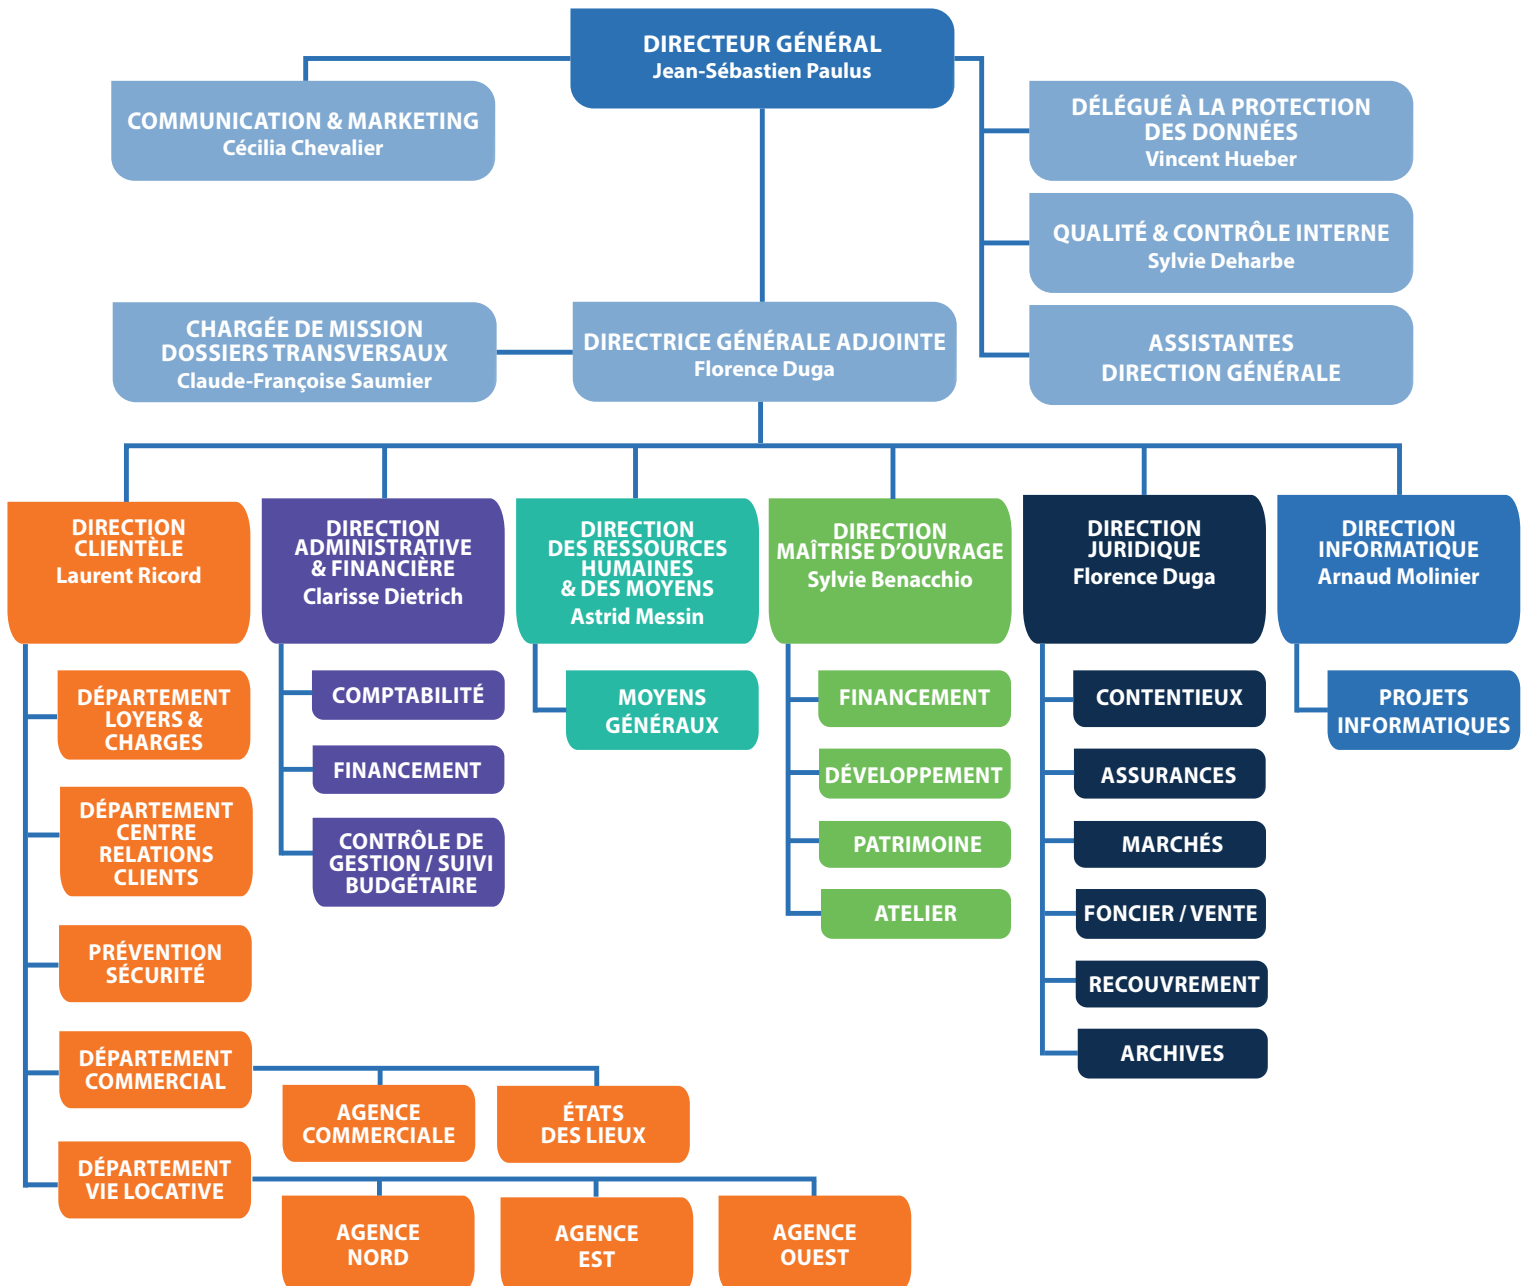 DIRECTEUR GÉNÉRAL
Jean-Sébastien Paulus
COMMUNICATION & MARKETING
Cécilia Chevalier
DÉLÉGUÉ À LA PROTECTION
DES DONNÉES
Vincent Hueber
QUALITÉ & CONTRÔLE INTERNE
Sylvie Deharbe
CHARGÉE DE MISSION
DOSSIERS TRANSVERSAUX
Claude-Françoise Saumier
DIRECTRICE GÉNÉRALE ADJOINTE
Florence Duga
ASSISTANTES
DIRECTION GÉNÉRALE
DIRECTION
CLIENTÈLE
Laurent Ricord
DIRECTION
ADMINISTRATIVE
& FINANCIÈRE
Clarisse Dietrich
DIRECTION
DES RESSOURCES
HUMAINES
& DES MOYENS
Astrid Messin
DIRECTION
MAÎTRISE D'OUVRAGE
Sylvie Benacchio
DIRECTION
JURIDIQUE
Florence Duga
DIRECTION
INFORMATIQUE
Arnaud Molinier
DÉPARTEMENT
LOYERS &
CHARGES
DÉPARTEMENT
CENTRE
RELATIONS
CLIENTS
PRÉVENTION
SÉCURITÉ
DÉPARTEMENT
COMMERCIAL
AGENCE
COMMERCIALE
ÉTATS
DES LIEUX
DÉPARTEMENT
VIE LOCATIVE
AGENCE
NORD
AGENCE
EST
AGENCE
OUEST
COMPTABILITÉ
FINANCEMENT
CONTRÔLE DE
GESTION / SUIVI
BUDGÉTAIRE
MOYENS
GÉNÉRAUX
FINANCEMENT
DÉVELOPPEMENT
PATRIMOINE
ATELIER
CONTENTIEUX
ASSURANCES
MARCHÉS
FONCIER / VENTE
RECOUVREMENT
ARCHIVES
PROJETS
INFORMATIQUES